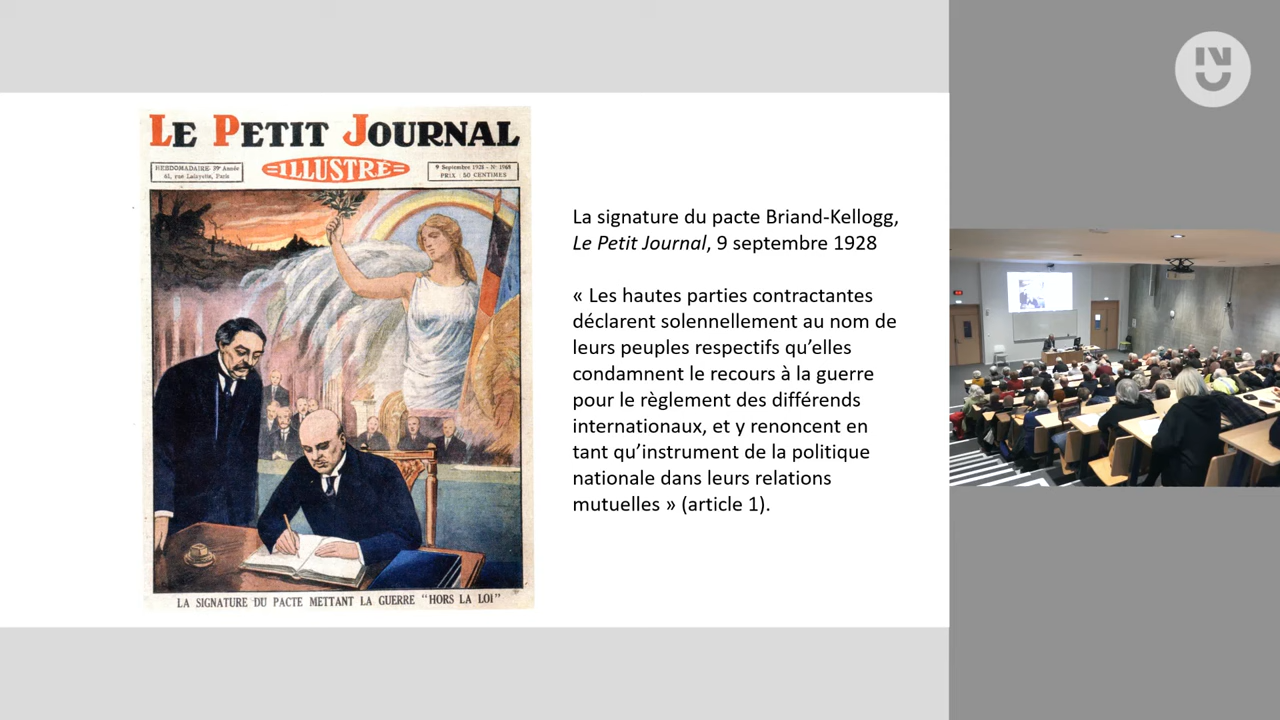 LE PETIT JOURNAL
HEBDOMADAIRE 39e Année
61, rue Lafayette, Paris
ILLUSTRÉ
9 Septembre 1928 - N° 1968
PRIX : 50 CENTIMES
LA SIGNATURE DU PACTE METTANT LA GUERRE "HORS LA LOI"
La signature du pacte Briand-Kellogg,
Le Petit Journal, 9 septembre 1928
« Les hautes parties contractantes
déclarent solennellement au nom de
leurs peuples respectifs qu’elles
condamnent le recours à la guerre
pour le règlement des différends
internationaux, et y renoncent en
tant qu’instrument de la politique
nationale dans leurs relations
mutuelles » (article 1).